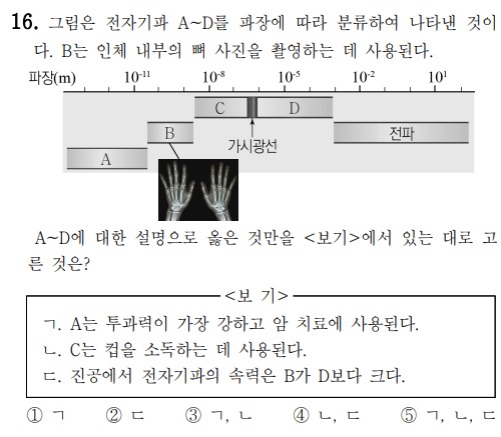 16. 그림은 전자기파 A~D를 파장에 따라 분류하여 나타낸 것이
다. B는 인체 내부의 뼈 사진을 촬영하는 데 사용된다.
파장(m) 10⁻¹¹ 10⁻⁸ 10⁻⁵ 10⁻² 10¹
C D
B 가시광선 전파
A
A~D에 대한 설명으로 옳은 것만을 <보기>에서 있는 대로 고
른 것은?
<보 기>
ㄱ. A는 투과력이 가장 강하고 암 치료에 사용된다.
ㄴ. C는 컵을 소독하는 데 사용된다.
ㄷ. 진공에서 전자기파의 속력은 B가 D보다 크다.
① ㄱ ② ㄷ ③ ㄱ, ㄴ ④ ㄴ, ㄷ ⑤ ㄱ, ㄴ, ㄷ